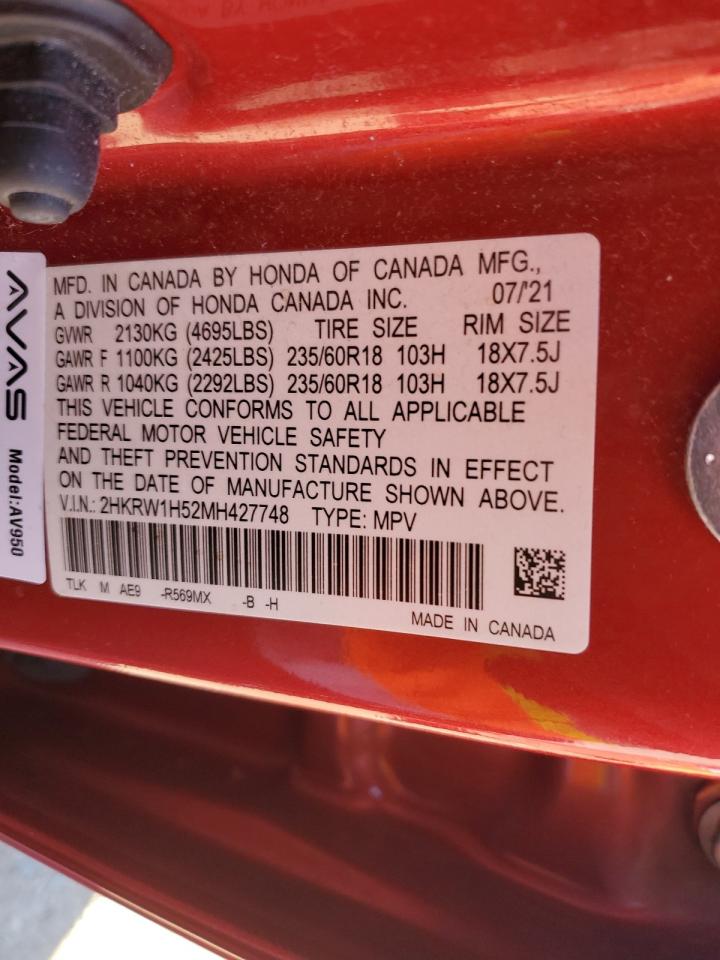 MFD. IN CANADA BY HONDA OF CANADA MFG.,
A DIVISION OF HONDA CANADA INC. 07/'21
GVWR 2130KG (4695LBS) TIRE SIZE RIM SIZE
GAWR F 1100KG (2425LBS) 235/60R18 103H 18X7.5J
GAWR R 1040KG (2292LBS) 235/60R18 103H 18X7.5J
THIS VEHICLE CONFORMS TO ALL APPLICABLE
FEDERAL MOTOR VEHICLE SAFETY
AND THEFT PREVENTION STANDARDS IN EFFECT
ON THE DATE OF MANUFACTURE SHOWN ABOVE.
V.I.N.: 2HKRW1H52MH427748 TYPE: MPV
TLK M AE9 -R569MX -B -H
MADE IN CANADA
AVAS Model:AV950